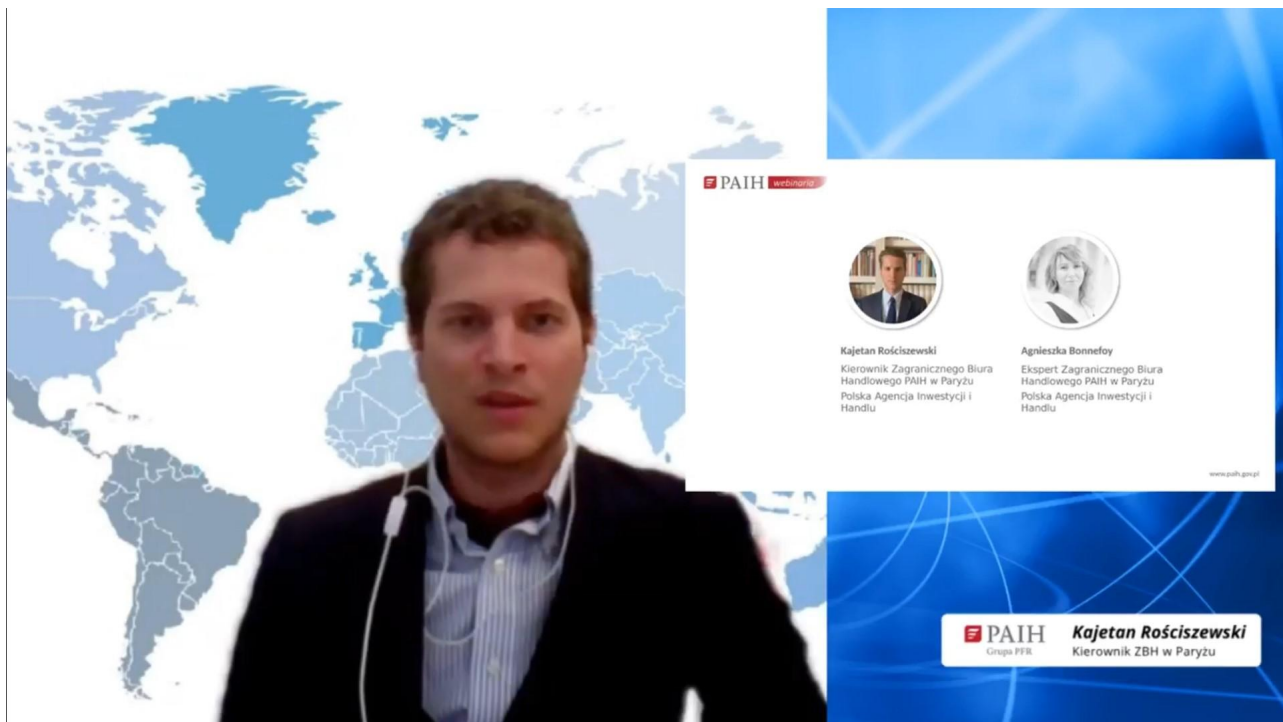 PAIH webinaria
Kajetan Rościszewski
Kierownik Zagranicznego Biura
Handlowego PAIH w Paryżu
Polska Agencja Inwestycji i
Handlu
Agnieszka Bonnefoy
Ekspert Zagranicznego Biura
Handlowego PAIH w Paryżu
Polska Agencja Inwestycji i
Handlu
www.paih.gov.pl
PAIH
Grupa PFR
Kajetan Rościszewski
Kierownik ZBH w Paryżu